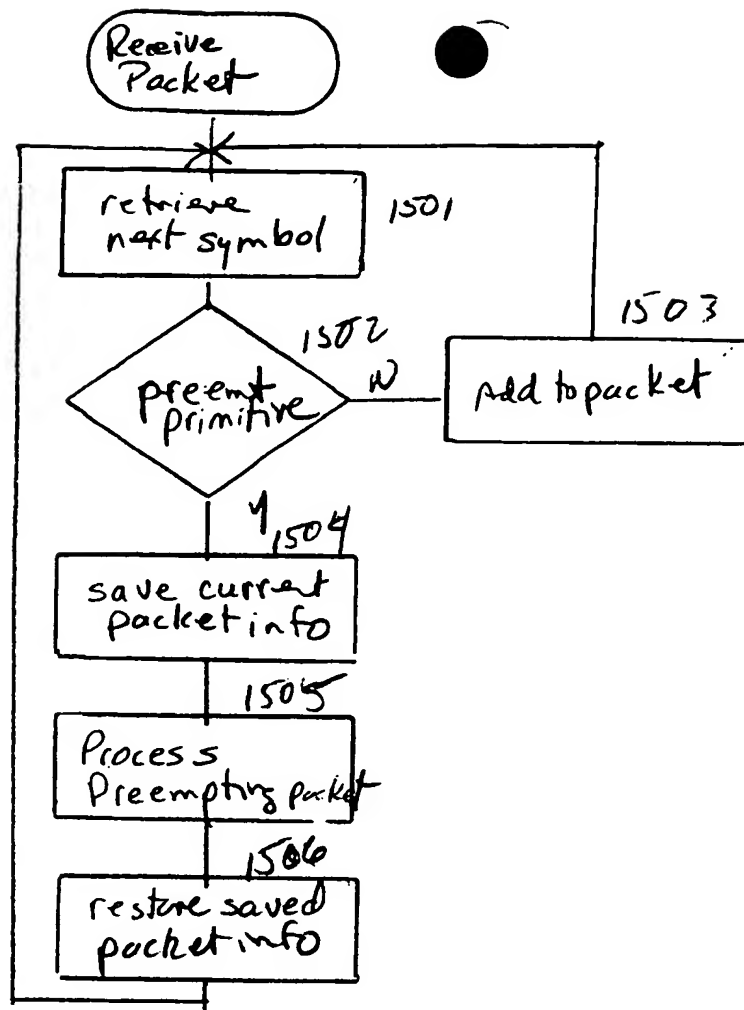 Receive
Packet
retrieve
next symbol
1501
1502
preempt
primitive
N
1503
Add to packet
Y
1504
save current
packet info
1505
Process
Preempting packet
1506
restore saved
packet info